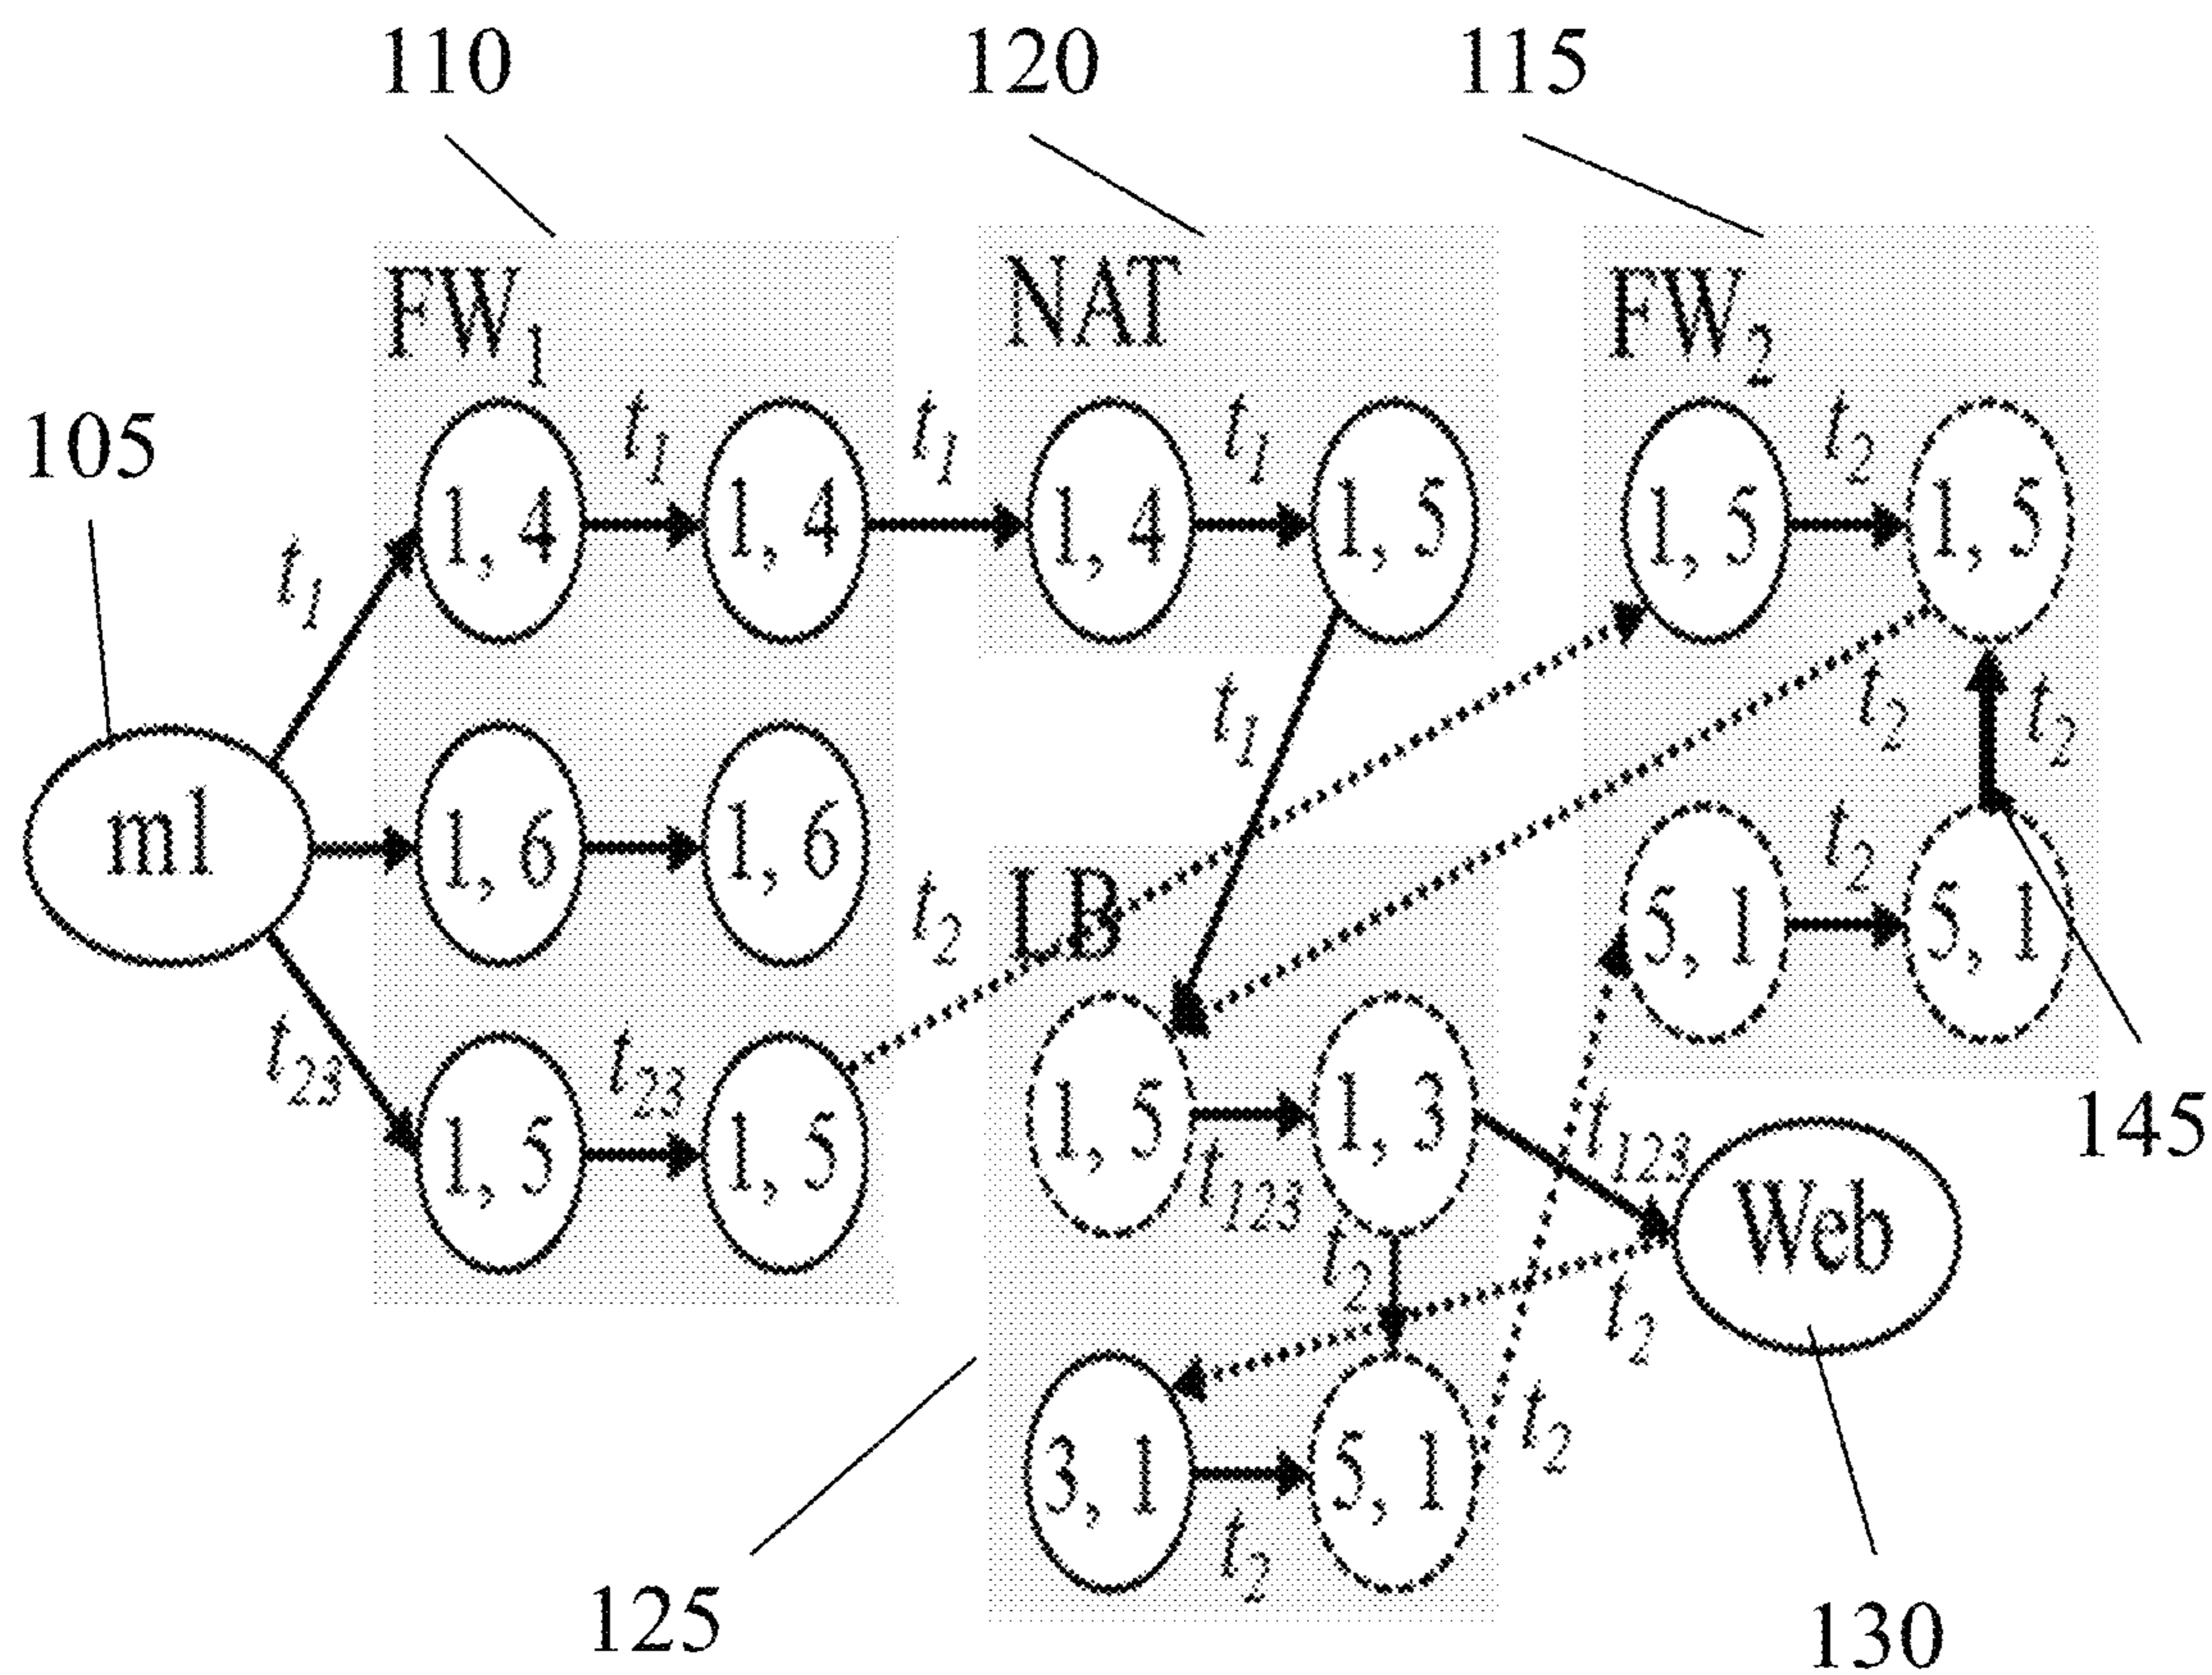 110 120 115
FW1 NAT FW2
105
t1 t1 t1 t1 t2
1, 4 1, 4 1, 4 1, 5 1, 5 1, 5
t1 t2 t2
m1 1, 6 1, 6 t2 LB t2
5, 1 5, 1
t23 t23
1, 5 1, 5 1, 5 1, 3 t123 145
t123 t2 Web
t2
3, 1 5, 1 t2
t2
125 130